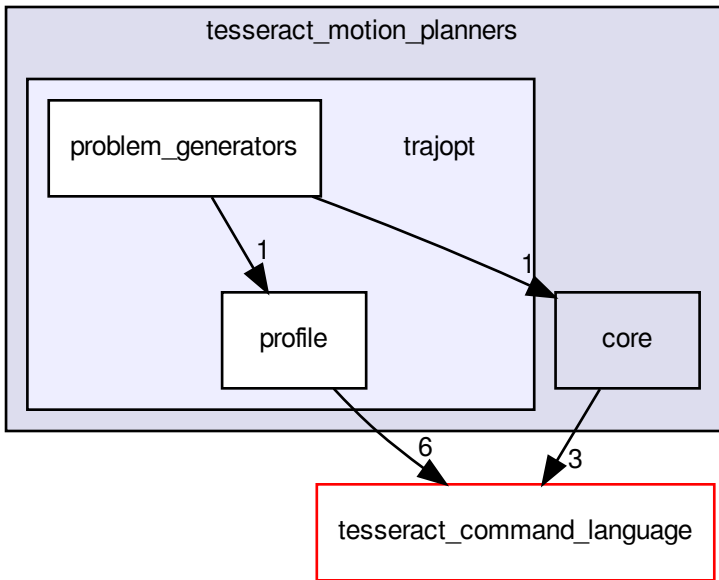 tesseract_motion_planners
problem_generators
trajopt
1
1
profile
core
6
3
tesseract_command_language